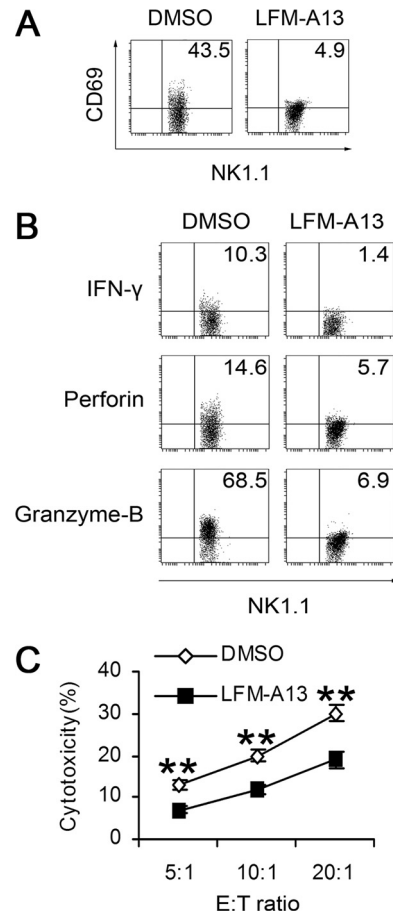 A
DMSO LFM-A13
CD69
43.5 4.9
NK1.1
B
DMSO LFM-A13
IFN-γ 10.3 1.4
Perforin 14.6 5.7
Granzyme-B 68.5 6.9
NK1.1
C
DMSO
LFM-A13
Cytotoxicity(%)
40
30
20
10
0
** ** **
5:1 10:1 20:1
E:T ratio